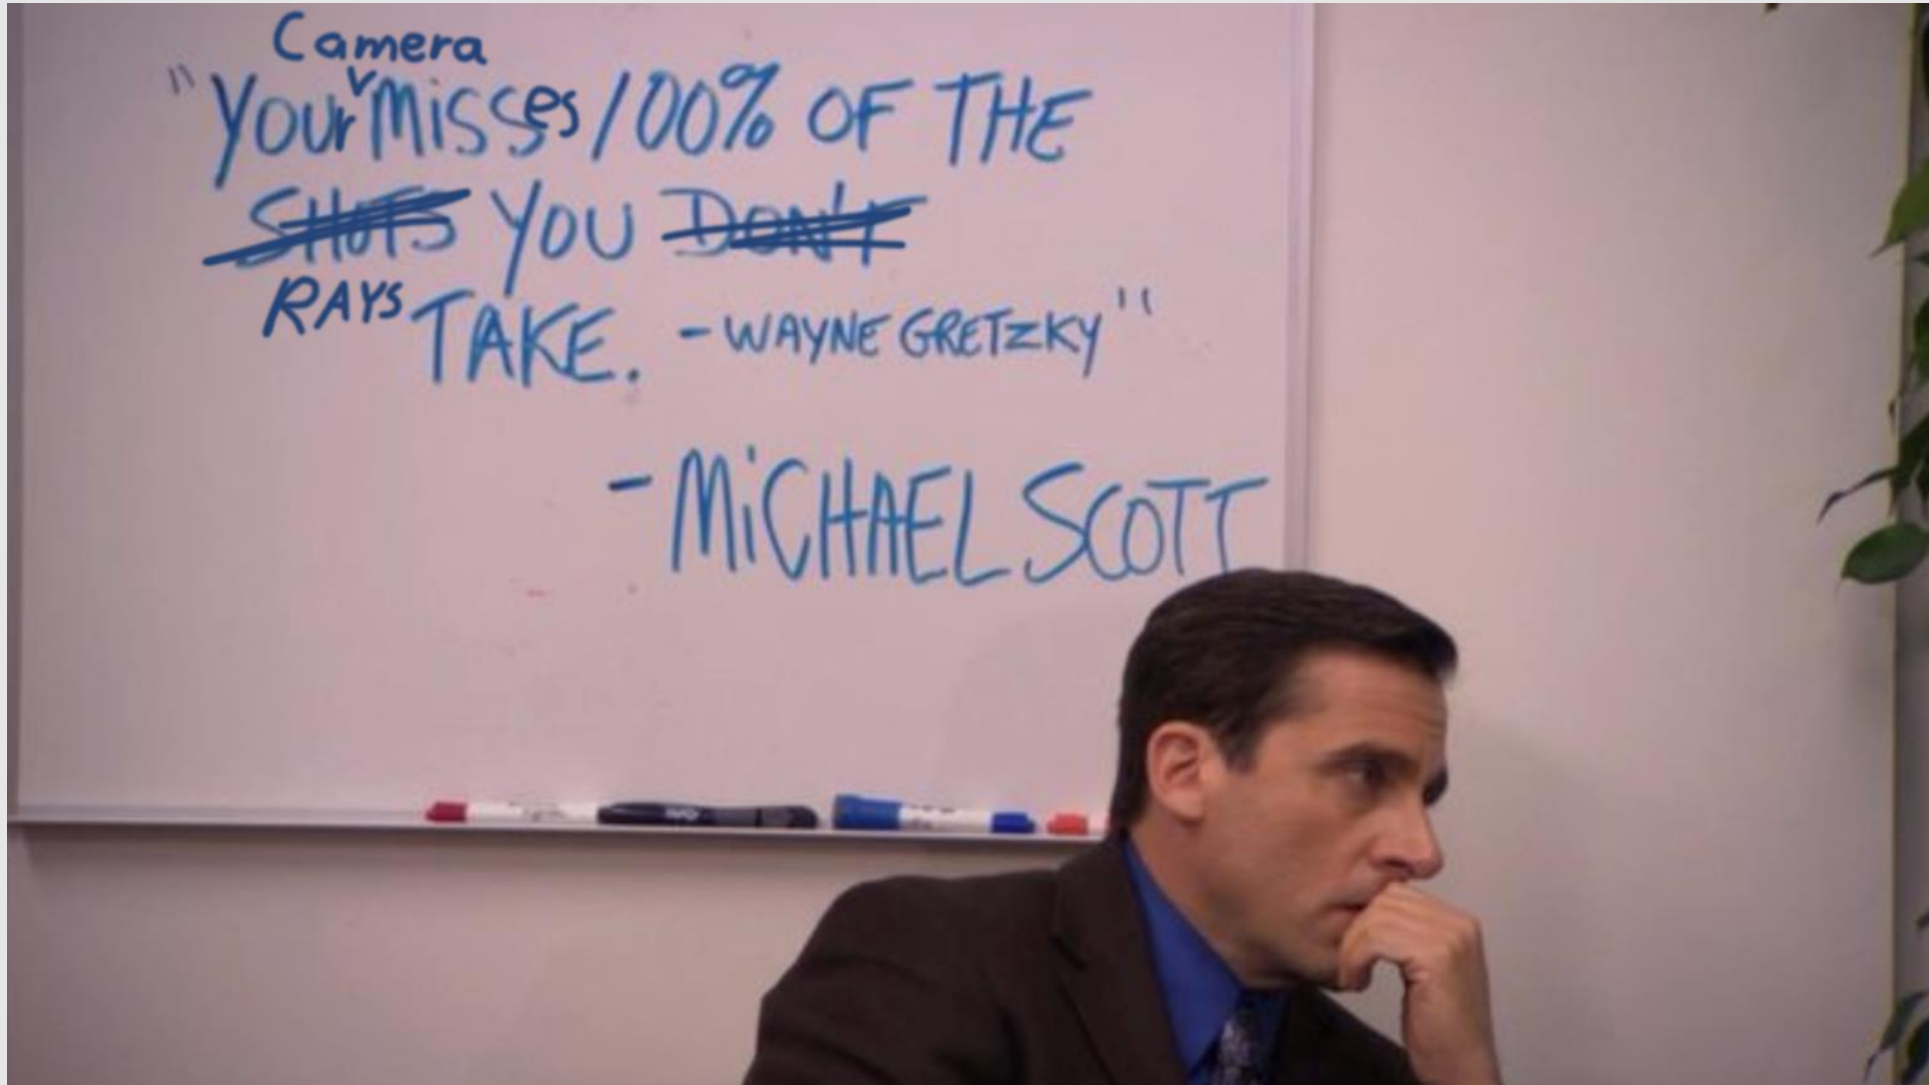 Camera
"Your ᵛ Misses 100% OF THE
SHOTS YOU DON'T
RAYS TAKE. - WAYNE GRETZKY"
- MiCHAEL SCOTT